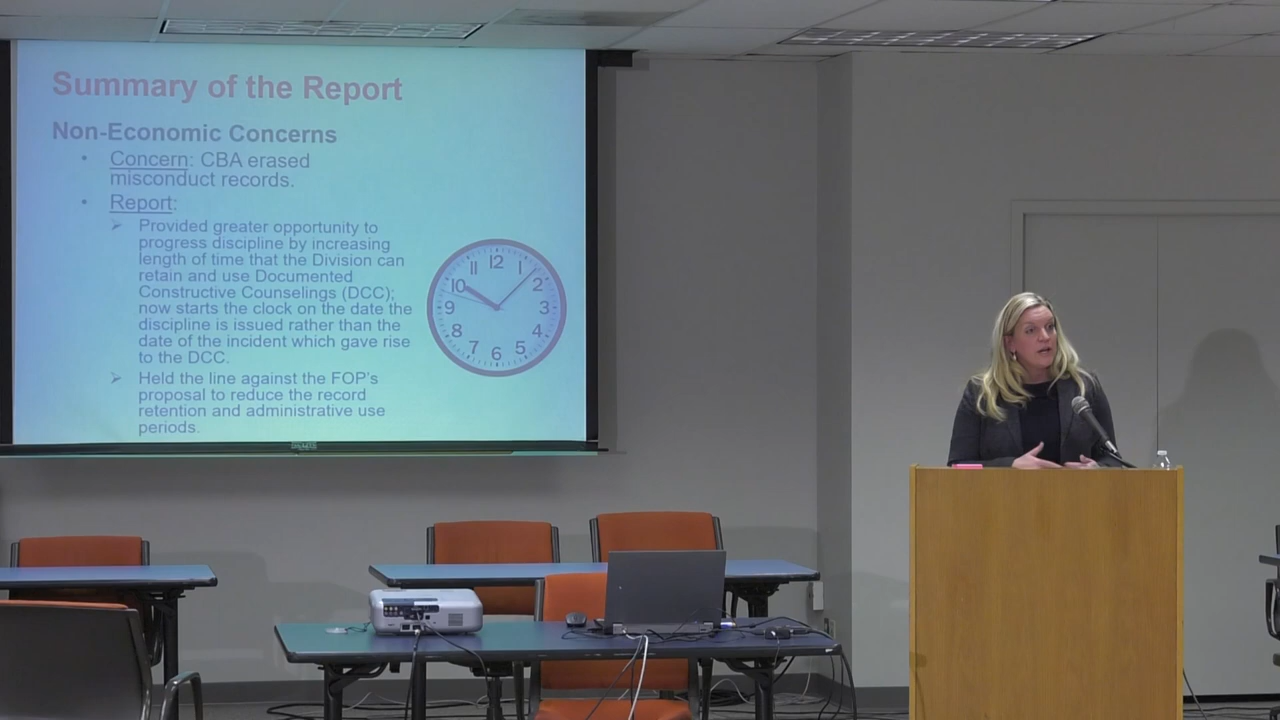 Summary of the Report
Non-Economic Concerns
• Concern: CBA erased
misconduct records.
• Report:
➢ Provided greater opportunity to
progress discipline by increasing
length of time that the Division can
retain and use Documented
Constructive Counselings (DCC);
now starts the clock on the date the
discipline is issued rather than the
date of the incident which gave rise
to the DCC.
➢ Held the line against the FOP's
proposal to reduce the record
retention and administrative use
periods.
12
1
2
3
4
5
6
7
8
9
10
11